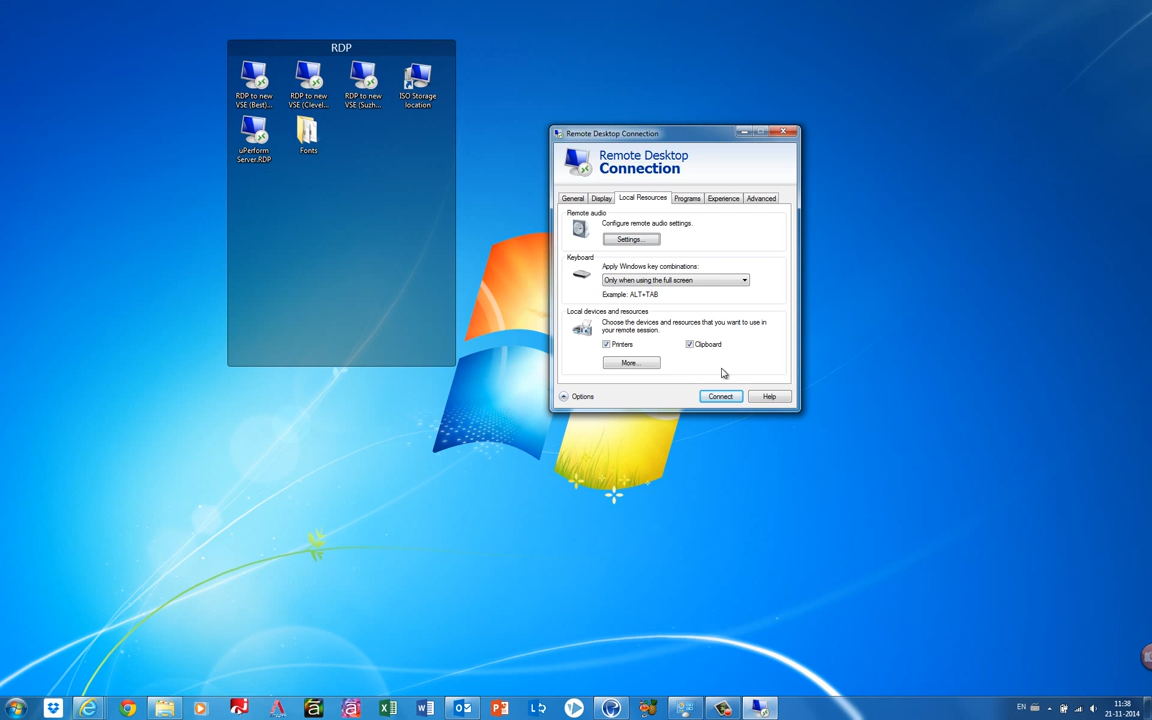 RDP
RDP to new VSE (Best)...
RDP to new VSE (Clevel...
RDP to new VSE (Suzh...
ISO Storage location
uPerform Server.RDP
Fonts
Remote Desktop Connection
Remote Desktop
Connection
General Display Local Resources Programs Experience Advanced
Remote audio
Configure remote audio settings.
Settings...
Keyboard
Apply Windows key combinations:
Only when using the full screen
Example: ALT+TAB
Local devices and resources
Choose the devices and resources that you want to use in
your remote session.
Printers Clipboard
More...
Options Connect Help
EN
11:38
21-11-2014